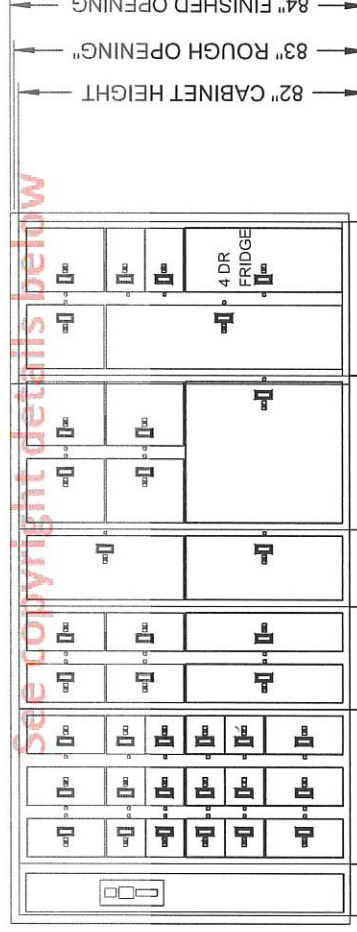 84" FINISHED OPENING
83" ROUGH OPENING"
82" CABINET HEIGHT
See copyright details below
4 DR
FRIDGE